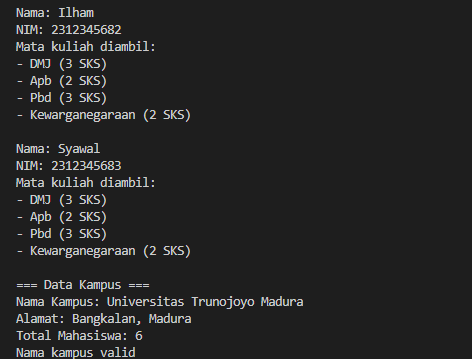 Nama: Ilham
NIM: 2312345682
Mata kuliah diambil:
- DMJ (3 SKS)
- Apb (2 SKS)
- Pbd (3 SKS)
- Kewarganegaraan (2 SKS)
Nama: Syawal
NIM: 2312345683
Mata kuliah diambil:
- DMJ (3 SKS)
- Apb (2 SKS)
- Pbd (3 SKS)
- Kewarganegaraan (2 SKS)
=== Data Kampus ===
Nama Kampus: Universitas Trunojoyo Madura
Alamat: Bangkalan, Madura
Total Mahasiswa: 6
Nama kampus valid